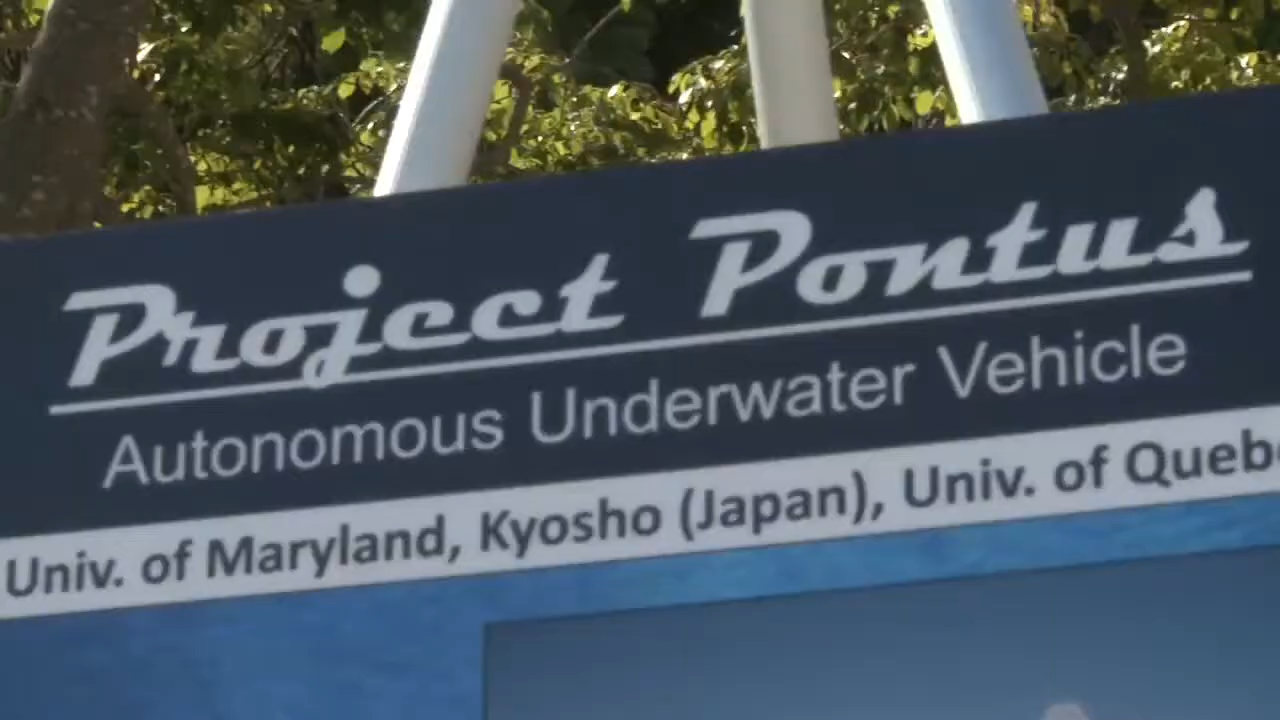 Project Pontus
Autonomous Underwater Vehicle
Univ. of Maryland, Kyosho (Japan), Univ. of